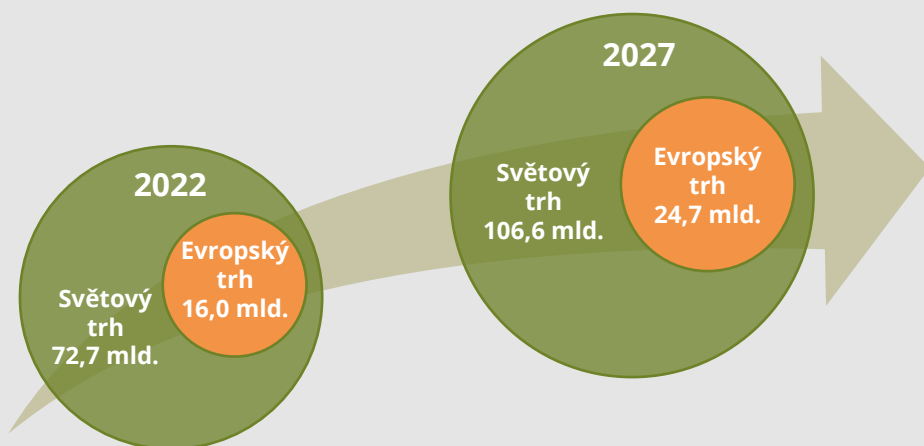 2022
Světový
trh
72,7 mld.
Evropský
trh
16,0 mld.
2027
Světový
trh
106,6 mld.
Evropský
trh
24,7 mld.